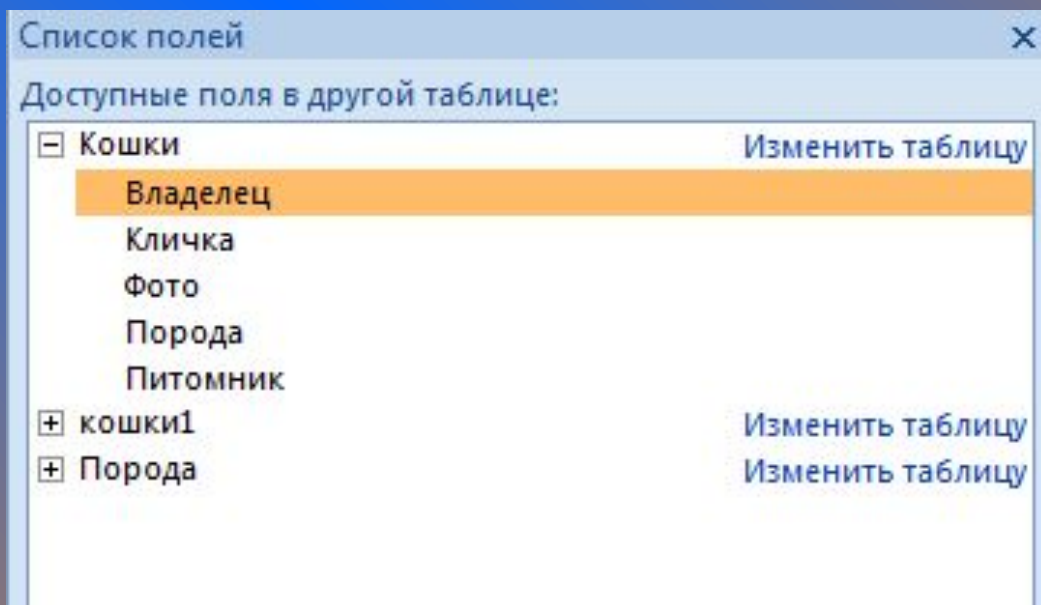 Список полей
Доступные поля в другой таблице:
Кошки Изменить таблицу
Владелец
Кличка
Фото
Порода
Питомник
кошки1 Изменить таблицу
Порода Изменить таблицу